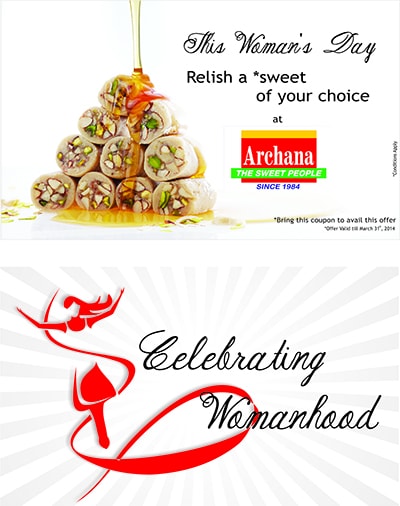 This Woman's Day
Relish a *sweet
of your choice
at
Archana
THE SWEET PEOPLE
SINCE 1984
*Conditions Apply
*Bring this coupon to avail this offer
*Offer Valid till March 31st, 2014
Celebrating
Womanhood